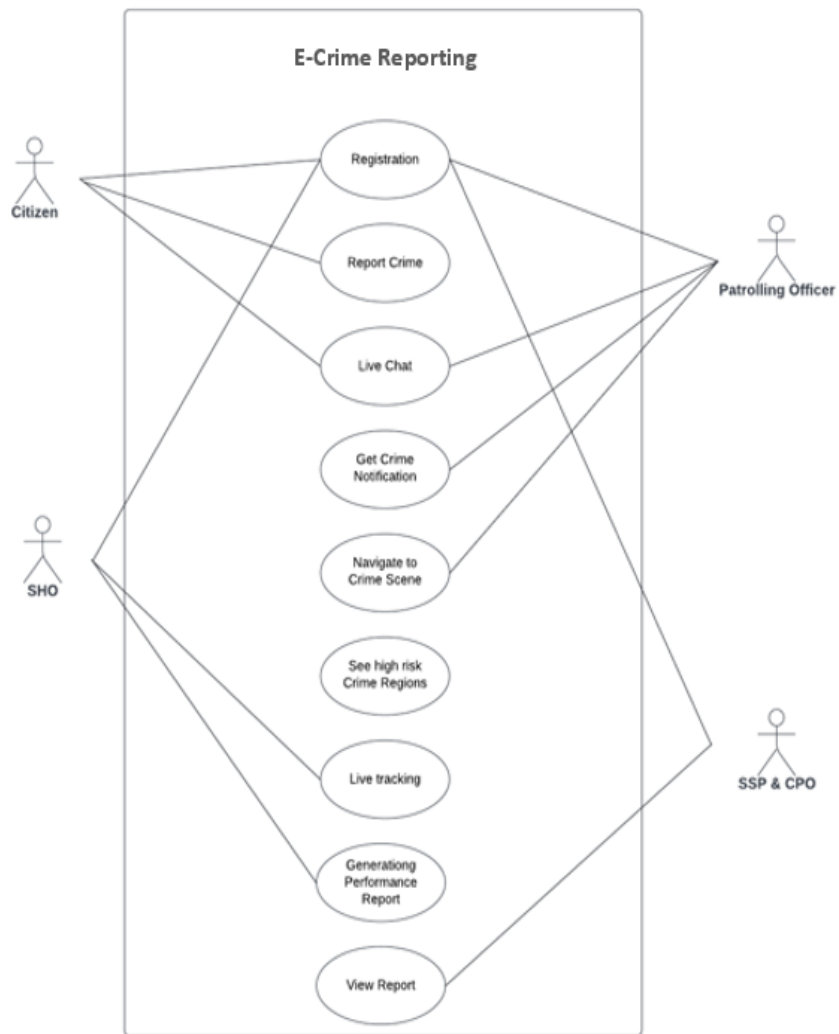 E-Crime Reporting
Registration
Citizen
Report Crime
Patrolling Officer
Live Chat
Get Crime
Notification
Navigate to
Crime Scene
SHO
See high risk
Crime Regions
Live tracking
SSP & CPO
Generationg
Performance
Report
View Report